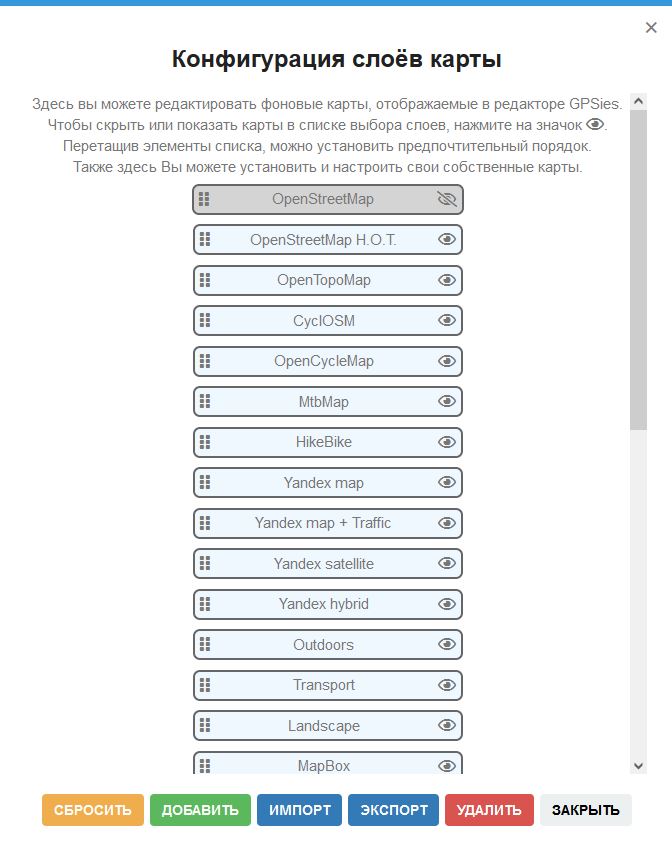 Конфигурация слоёв карты
Здесь вы можете редактировать фоновые карты, отображаемые в редакторе GPSies.
Чтобы скрыть или показать карты в списке выбора слоев, нажмите на значок .
Перетащив элементы списка, можно установить предпочтительный порядок.
Также здесь Вы можете установить и настроить свои собственные карты.
OpenStreetMap
OpenStreetMap H.O.T.
OpenTopoMap
CyclOSM
OpenCycleMap
MtbMap
HikeBike
Yandex map
Yandex map + Traffic
Yandex satellite
Yandex hybrid
Outdoors
Transport
Landscape
MapBox
СБРОСИТЬ ДОБАВИТЬ ИМПОРТ ЭКСПОРТ УДАЛИТЬ ЗАКРЫТЬ